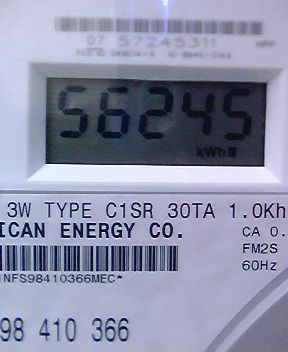 07 57245311
56245
kWh
3W TYPE C1SR 30TA 1.0Kh
ICAN ENERGY CO. CA 0.
FM2S
60Hz
NFS98410366MEC*
98 410 366